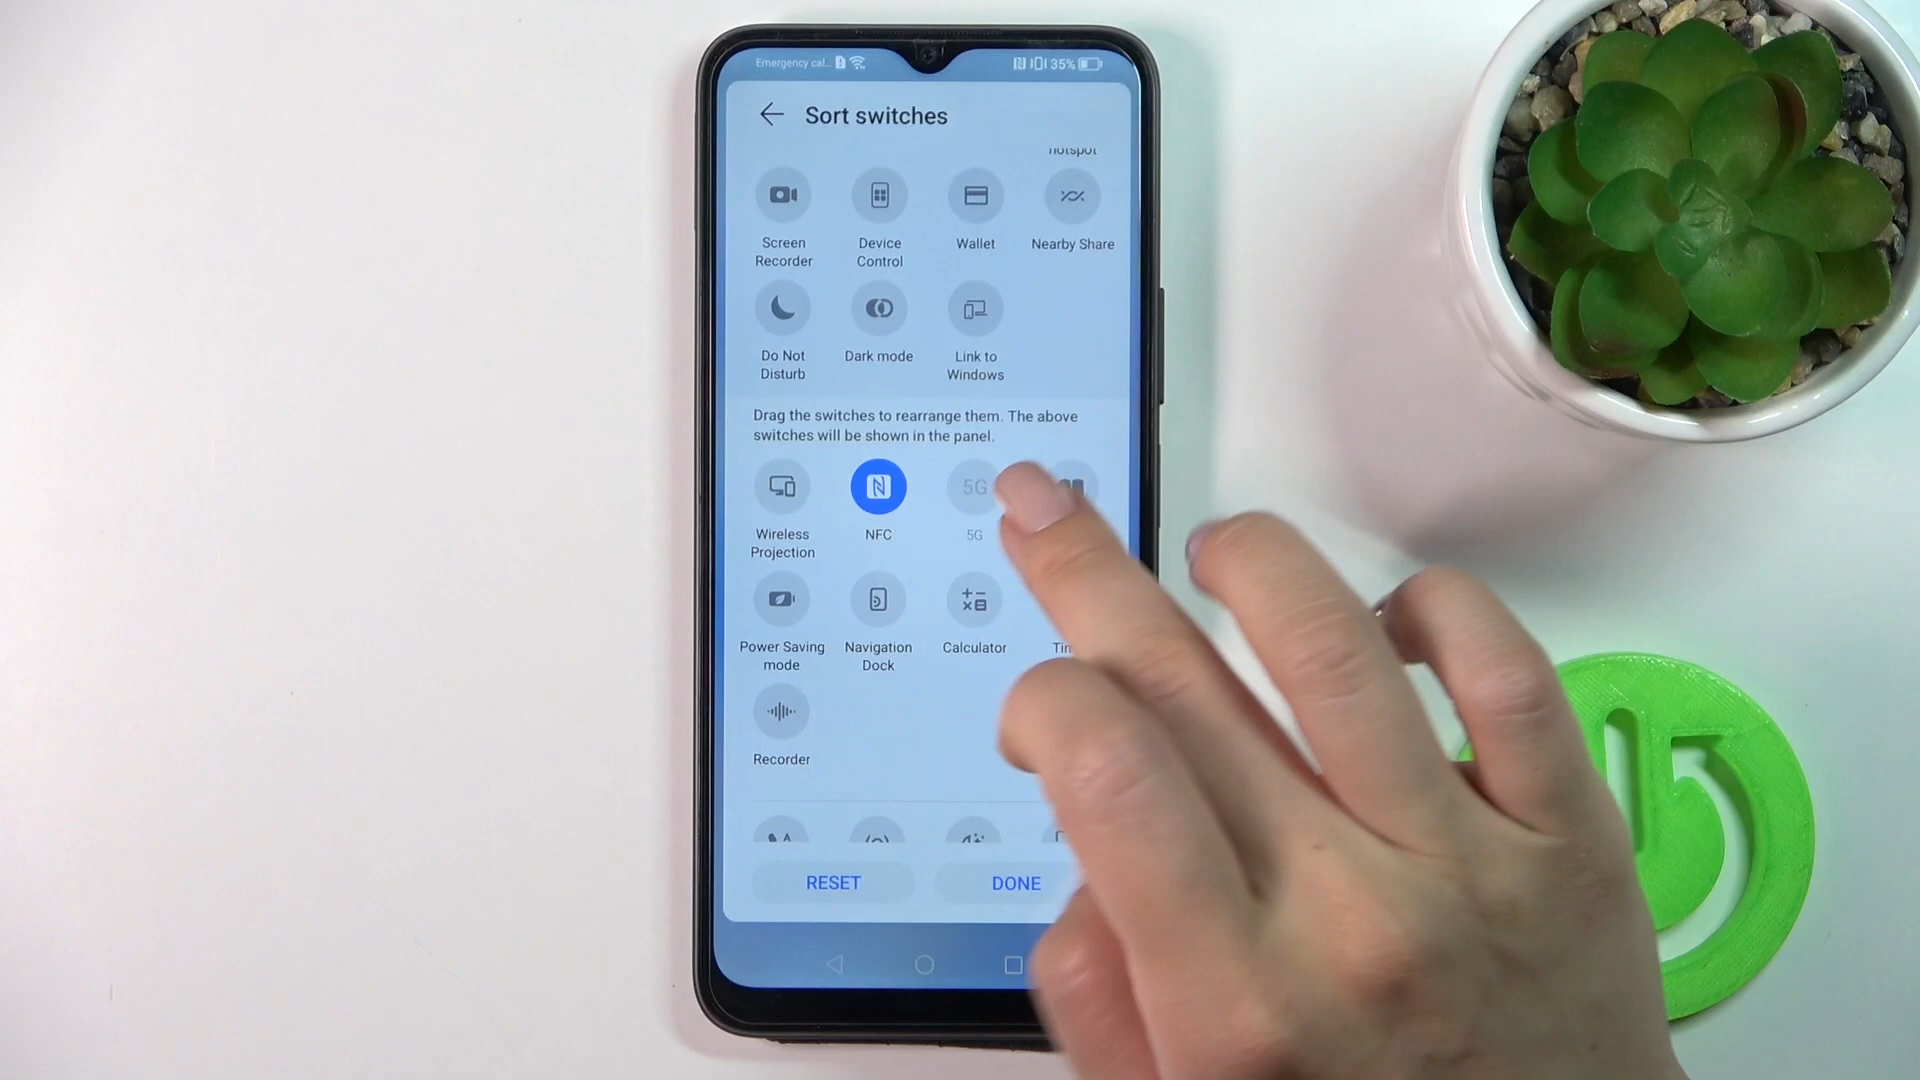 Emergency cal... 35%
Sort switches
hotspot
Screen Recorder
Device Control
Wallet
Nearby Share
Do Not Disturb
Dark mode
Link to Windows
Drag the switches to rearrange them. The above
switches will be shown in the panel.
5G
Wireless Projection
NFC
5G
Power Saving mode
Navigation Dock
Calculator
Recorder
RESET
DONE